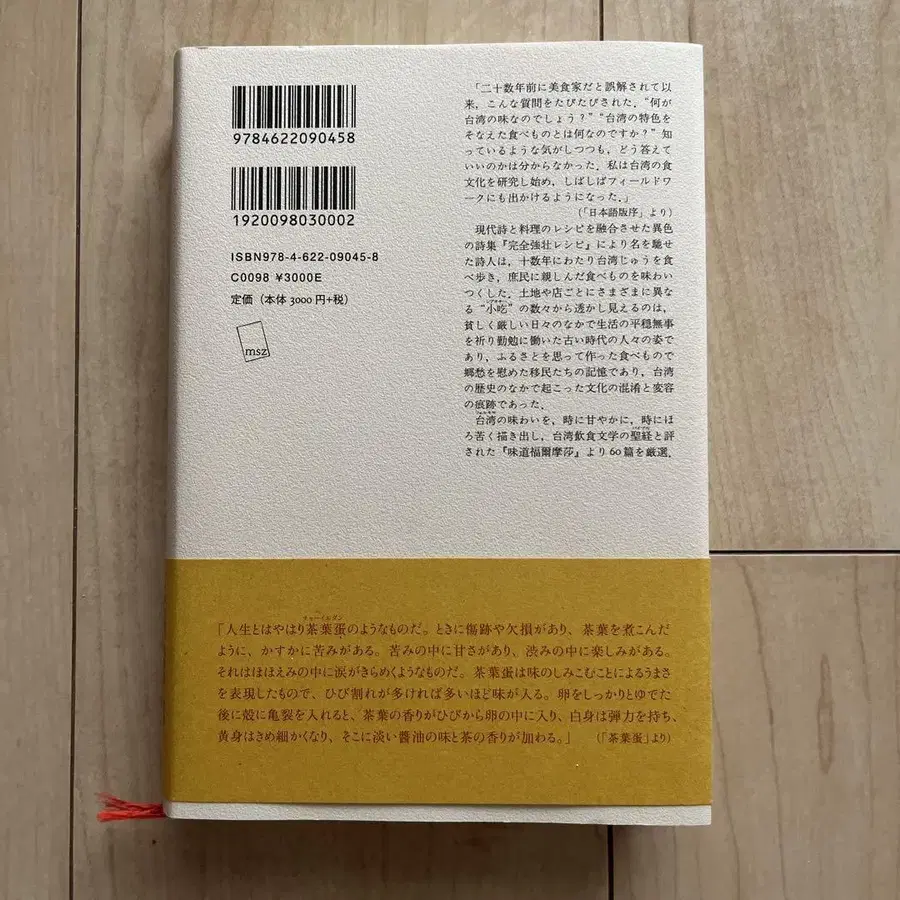 9784622090458
1920098030002
ISBN978-4-622-09045-8
C0098 ¥3000E
定価（本体 3000 円+税）
msz
「二十数年前に美食家だと誤解されて以
来，こんな質問をたびたびされた．“何が
台湾の味なのでしょう？” “台湾の特色を
そなえた食べものとは何なのですか？” 知
っているような気がしつつも，どう答えて
いいのかは分からなかった．私は台湾の食
文化を研究し始め，しばしばフィールドワ
ークにも出かけるようになった．」
（「日本語版序」より）
現代詩と料理のレシピを融合させた異色
の詩集『完全強壮レシピ』により名を馳せ
た詩人は，十数年にわたり台湾じゅうを食
べ歩き，庶民に親しんだ食べものを味わい
つくした．土地や店ごとにさまざまに異な
る “小吃” の数々から透かし見えるのは，
貧しく厳しい日々のなかで生活の平穏無事
を祈り勤勉に働いた古い時代の人々の姿で
あり，ふるさとを思って作った食べもので
郷愁を慰めた移民たちの記憶であり，台湾
の歴史のなかで起こった文化の混淆と変容
の痕跡であった．
台湾の味わいを，時に甘やかに，時にほ
ろ苦く描き出し，台湾飲食文学の聖経と評
された『味道福爾摩莎』より 60 篇を厳選．
チャーイエダン
「人生とはやはり茶葉蛋のようなものだ。ときに傷跡や欠損があり、茶葉を煮こんだ
ように、かすかに苦みがある。苦みの中に甘さがあり、渋みの中に楽しみがある。
それはほほえみの中に涙がきらめくようなものだ。茶葉蛋は味のしみこむことによるうまさ
を表現したもので、ひび割れが多ければ多いほど味が入る。卵をしっかりとゆでた
後に殻に亀裂を入れると、茶葉の香りがひびから卵の中に入り、白身は弾力を持ち、
黄身はきめ細かくなり、そこに淡い醤油の味と茶の香りが加わる。」 （「茶葉蛋」より）